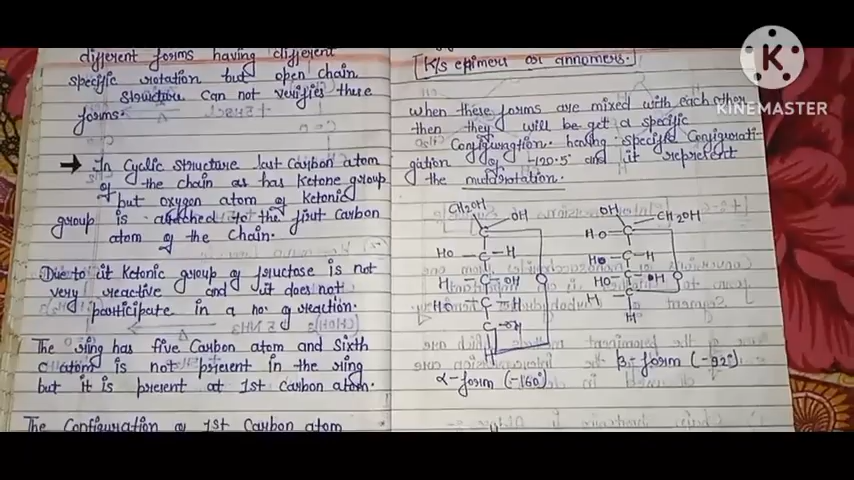 different forms having different
specific rotation but open chain
structure can not verifies there
forms.
→ In Cyclic structure last Carbon atom
of the chain as has Ketone group
but oxygen atom of Ketonic
group is attached to the first Carbon
atom of the Chain.
Due to it Ketonic group of fructose is not
very reactive and it does not
participate in a no. of reaction.
The ring has five Carbon atom and Sixth
C atom is not present in the ring
but it is present at 1st Carbon atom.
The Configuration of 1st Carbon atom
[K/s epimers or annomers.]
when there forms are mixed with each other
then they will be get a specific
Configuration having specific Configurati-
gation of -120.5° and it represent
the mutarotation.
CH2OH OH
C
HO C H
H C OH
HO C H
C OH
H
O
α-form (-160°)
OH CH2OH
HO C
HO C H
HO C OH
H C
H
O
β-form (-92°)
K
KINEMASTER